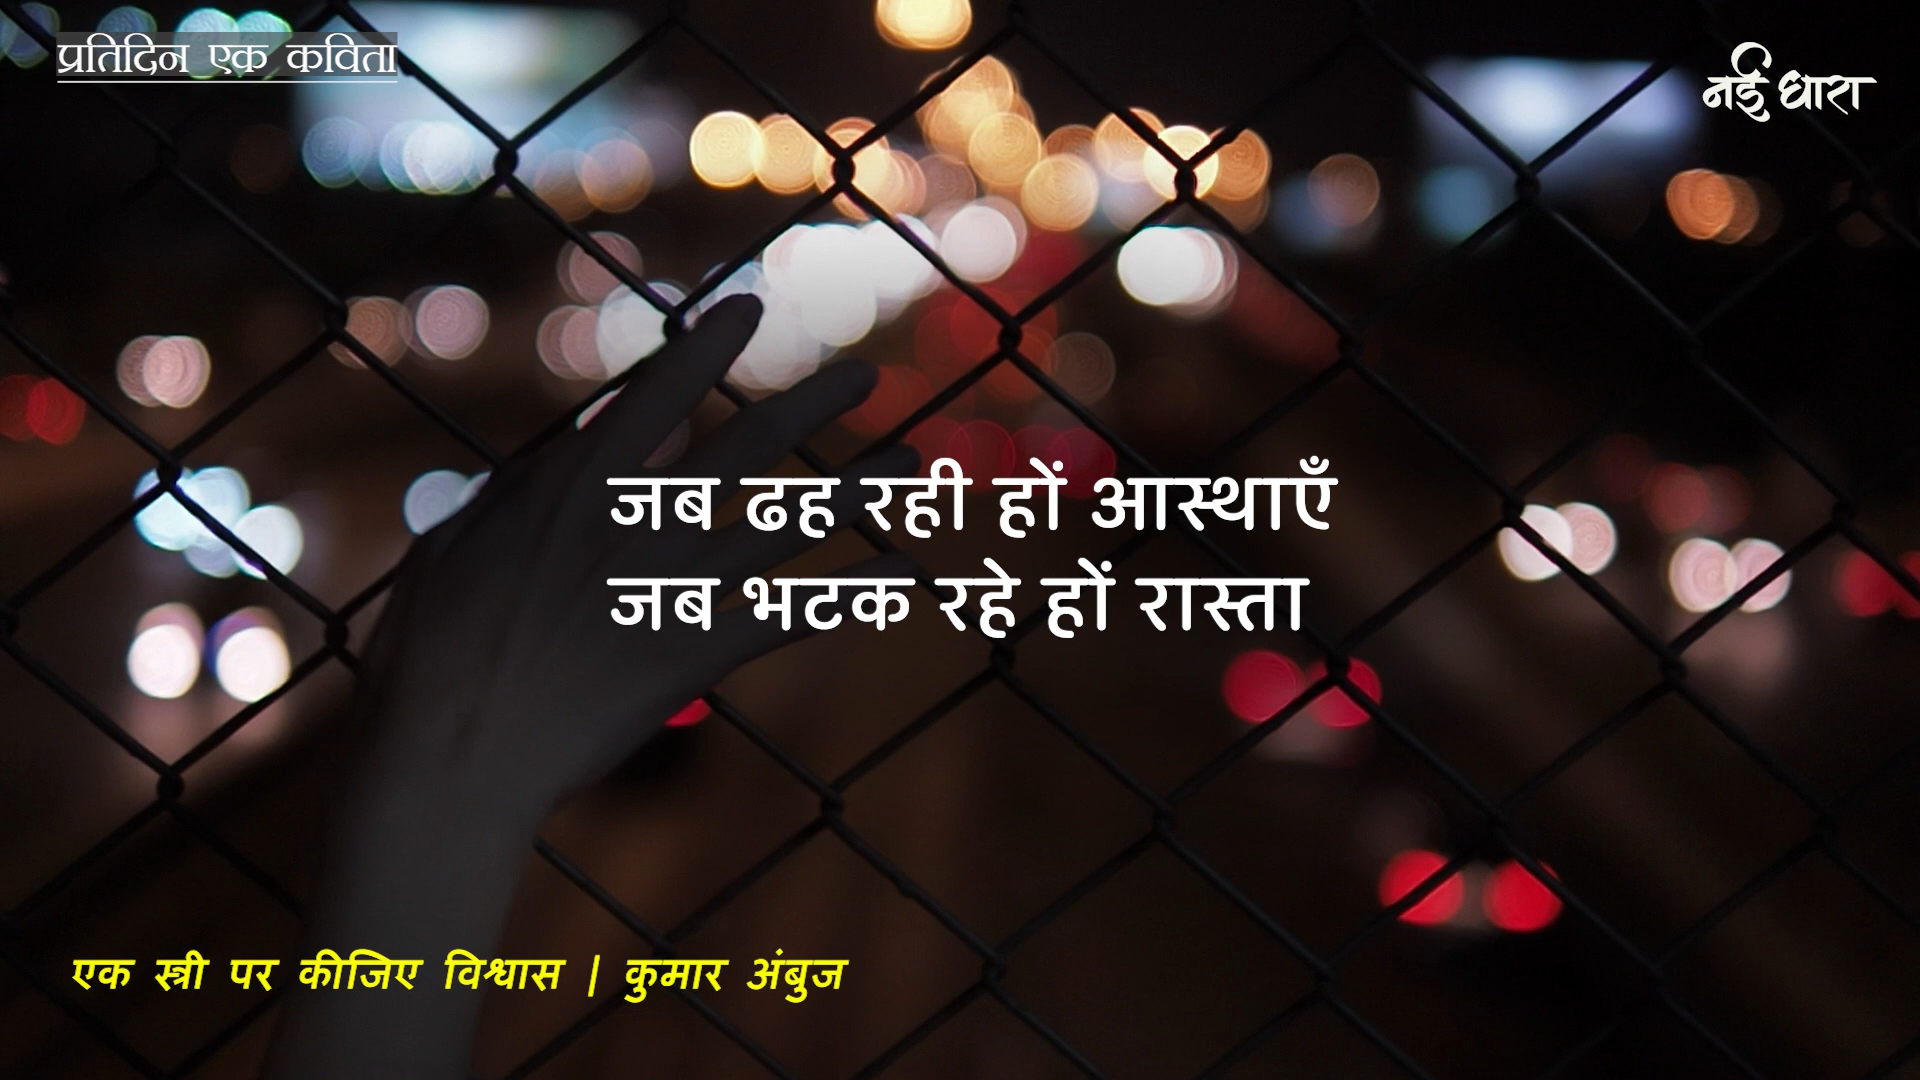 प्रतिदिन एक कविता
नई धारा
जब ढह रही हों आस्थाएँ
जब भटक रहे हों रास्ता
एक स्त्री पर कीजिए विश्वास | कुमार अंबुज